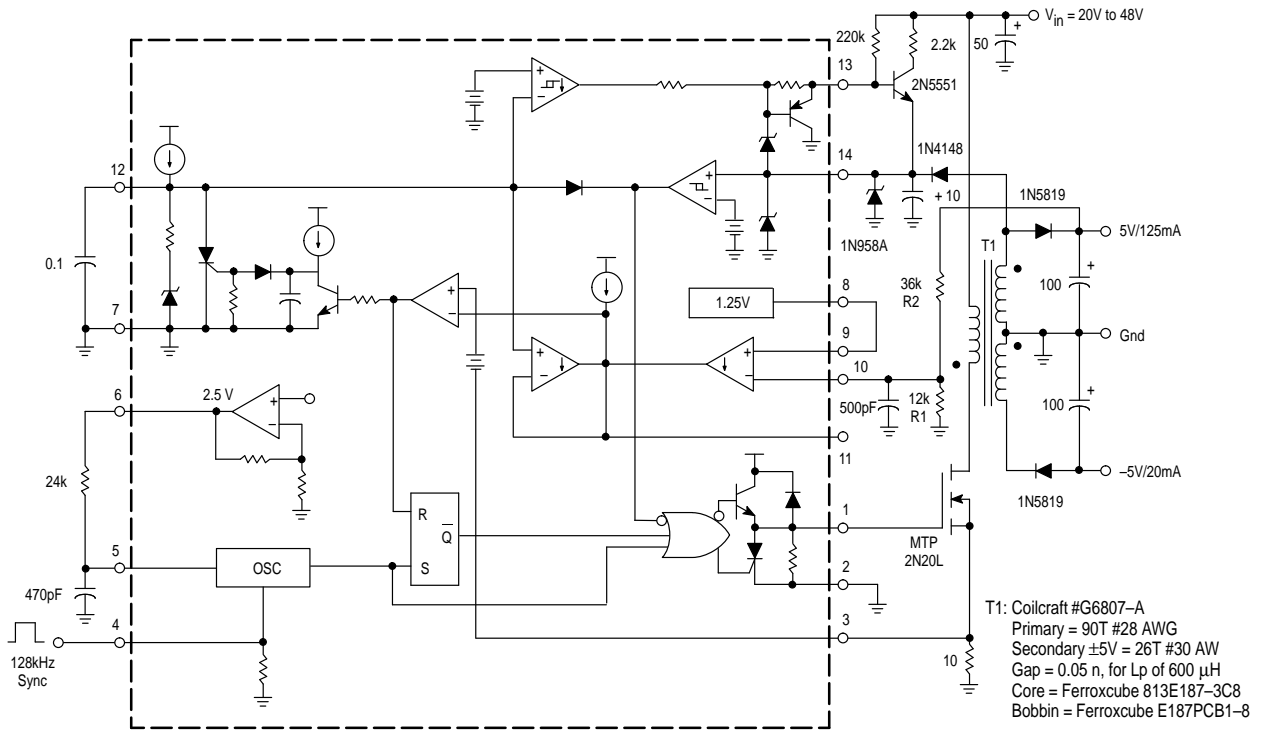 Vin = 20V to 48V
220k
2.2k
50
+
13
2N5551
+
−
12
14
1N4148
+
−
+ 10
1N5819
5V/125mA
1N958A
T1
0.1
36k
R2
+
100
8
1.25V
7
+
−
9
Gnd
+
−
+
−
10
6
2.5 V
+
−
500pF
12k
R1
+
100
11
24k
–5V/20mA
1N5819
R
Q
S
1
MTP
2N20L
5
OSC
2
470pF
4
3
128kHz
Sync
10
T1: Coilcraft #G6807–A
Primary = 90T #28 AWG
Secondary ±5V = 26T #30 AW
Gap = 0.05 n, for Lp of 600 μH
Core = Ferroxcube 813E187–3C8
Bobbin = Ferroxcube E187PCB1–8